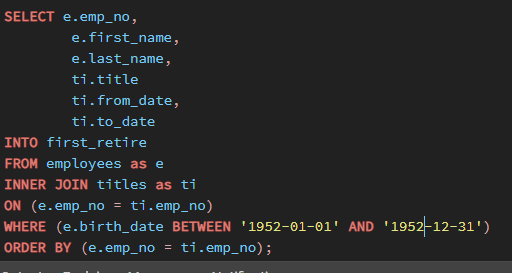 SELECT e.emp_no,
e.first_name,
e.last_name,
ti.title
ti.from_date,
ti.to_date
INTO first_retire
FROM employees as e
INNER JOIN titles as ti
ON (e.emp_no = ti.emp_no)
WHERE (e.birth_date BETWEEN '1952-01-01' AND '1952-12-31')
ORDER BY (e.emp_no = ti.emp_no);